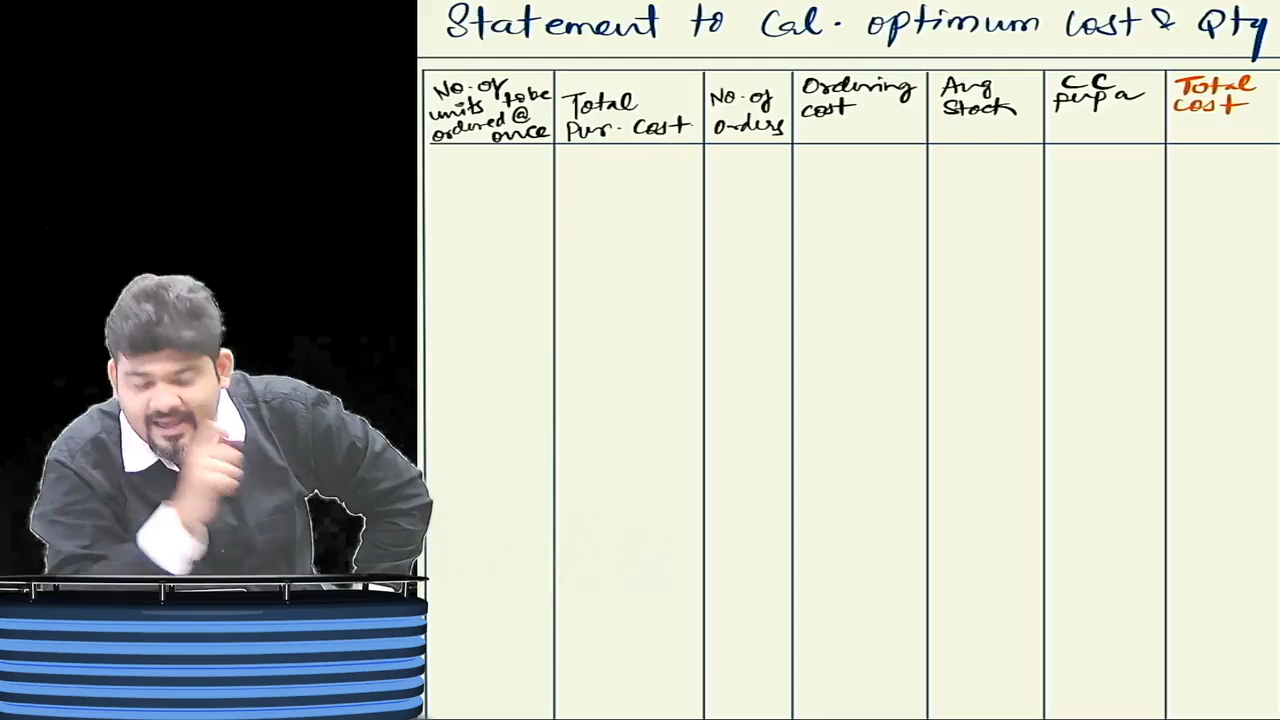 Statement to Cal. optimum Cost & Qty
No. of units to be ordered @ once
Total Pur. Cost
No. of orders
Ordering cost
Avg Stock
CC pupa
Total cost